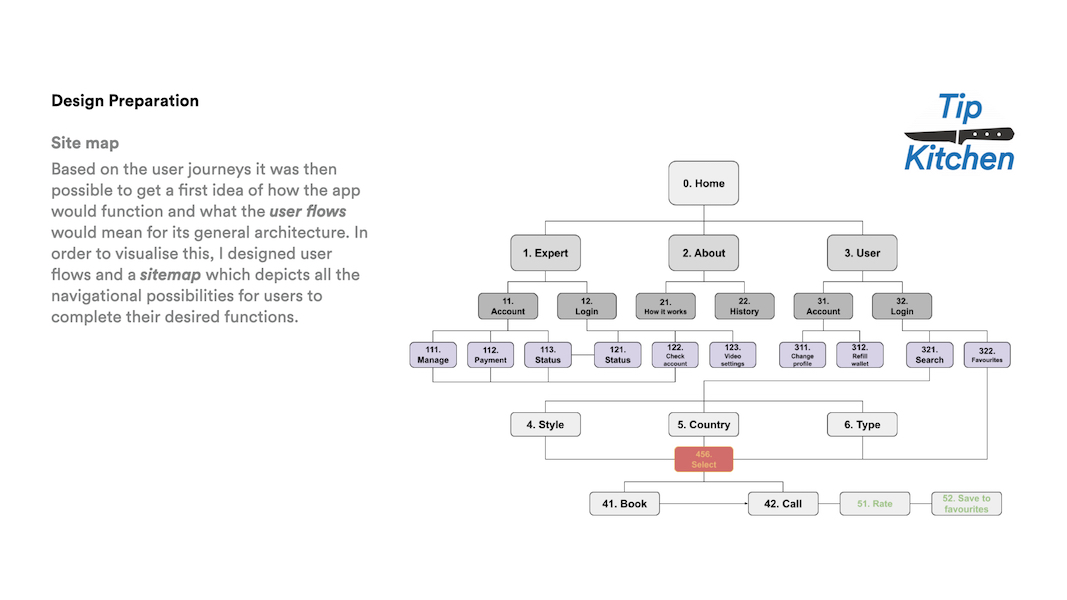 Design Preparation
Tip
Kitchen
Site map
Based on the user journeys it was then
possible to get a first idea of how the app
would function and what the user flows
would mean for its general architecture. In
order to visualise this, I designed user
flows and a sitemap which depicts all the
navigational possibilities for users to
complete their desired functions.
0. Home
1. Expert
2. About
3. User
11.
Account
12.
Login
21.
How it works
22.
History
31.
Account
32.
Login
111.
Manage
112.
Payment
113.
Status
121.
Status
122.
Check
account
123.
Video
settings
311.
Change
profile
312.
Refill
wallet
321.
Search
322.
Favourites
4. Style
5. Country
6. Type
456.
Select
41. Book
42. Call
51. Rate
52. Save to
favourites